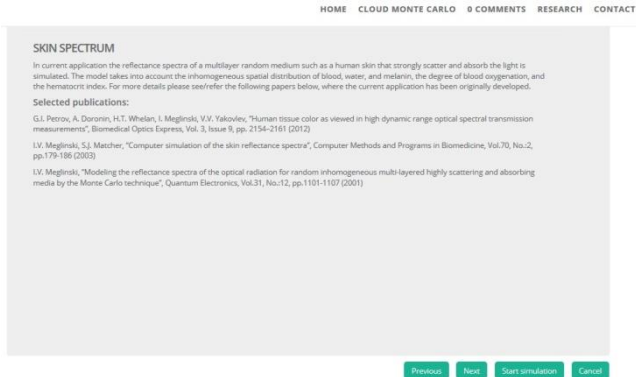 HOME CLOUD MONTE CARLO 0 COMMENTS RESEARCH CONTACT
SKIN SPECTRUM
In current application the reflectance spectra of a multilayer random medium such as a human skin that strongly scatter and absorb the light is
simulated. The model takes into account the inhomogeneous spatial distribution of blood, water, and melanin, the degree of blood oxygenation, and
the hematocrit index. For more details please see/refer the following papers below, where the current application has been originally developed.
Selected publications:
G.I. Petrov, A. Doronin, H.T. Whelan, I. Meglinski, V.V. Yakovlev, "Human tissue color as viewed in high dynamic range optical spectral transmission
measurements", Biomedical Optics Express, Vol. 3, Issue 9, pp. 2154-2161 (2012)
I.V. Meglinski, S.J. Matcher, "Computer simulation of the skin reflectance spectra", Computer Methods and Programs in Biomedicine, Vol.70, No.:2,
pp.179-186 (2003)
I.V. Meglinski, "Modeling the reflectance spectra of the optical radiation for random inhomogeneous multi-layered highly scattering and absorbing
media by the Monte Carlo technique", Quantum Electronics, Vol.31, No.:12, pp.1101-1107 (2001)
Previous Next Start simulation Cancel